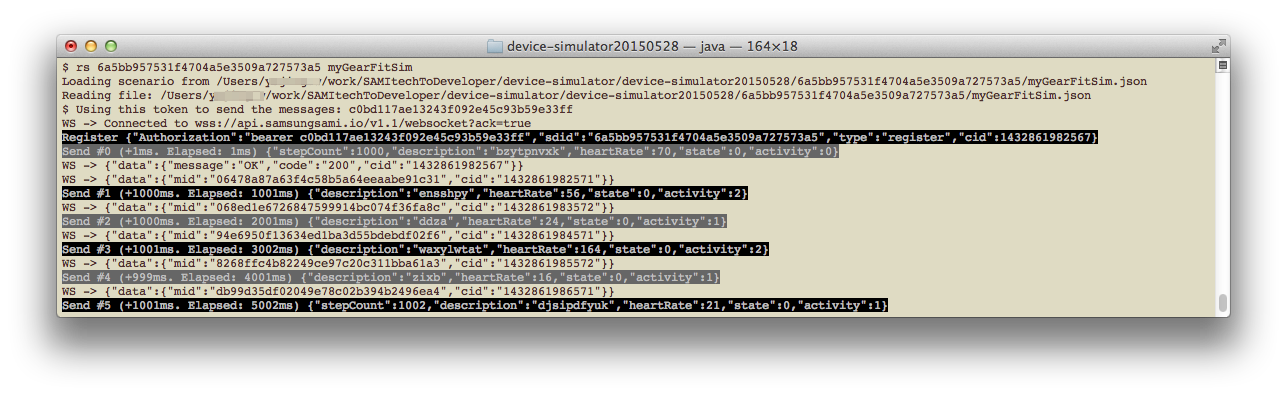 device-simulator20150528 — java — 164×18
$ rs 6a5bb957531f4704a5e3509a727573a5 myGearFitSim
Loading scenario from /Users/y /work/SAMItechToDeveloper/device-simulator/device-simulator20150528/6a5bb957531f4704a5e3509a727573a5/myGearFitSim.json
Reading file: /Users/y /work/SAMItechToDeveloper/device-simulator/device-simulator20150528/6a5bb957531f4704a5e3509a727573a5/myGearFitSim.json
$ Using this token to send the messages: c0bd117ae13243f092e45c93b59e33ff
WS -> Connected to wss://api.samsungsami.io/v1.1/websocket?ack=true
Register {"Authorization":"bearer c0bd117ae13243f092e45c93b59e33ff","sdid":"6a5bb957531f4704a5e3509a727573a5","type":"register","cid":1432861982567}
Send #0 (+1ms. Elapsed: 1ms) {"stepCount":1000,"description":"bzytpnvxk","heartRate":70,"state":0,"activity":0}
WS -> {"data":{"message":"OK","code":"200","cid":"1432861982567"}}
WS -> {"data":{"mid":"06478a87a63f4c58b5a64eeaabe91c31","cid":"1432861982571"}}
Send #1 (+1000ms. Elapsed: 1001ms) {"description":"ensshpy","heartRate":56,"state":0,"activity":2}
WS -> {"data":{"mid":"068ed1e6726847599914bc074f36fa8c","cid":"1432861983572"}}
Send #2 (+1000ms. Elapsed: 2001ms) {"description":"ddza","heartRate":24,"state":0,"activity":1}
WS -> {"data":{"mid":"94e6950f13634ed1ba3d55bdebdf02f6","cid":"1432861984571"}}
Send #3 (+1001ms. Elapsed: 3002ms) {"description":"waxylwtat","heartRate":164,"state":0,"activity":2}
WS -> {"data":{"mid":"8268ffc4b82249ce97c20c311bba61a3","cid":"1432861985572"}}
Send #4 (+999ms. Elapsed: 4001ms) {"description":"zixb","heartRate":16,"state":0,"activity":1}
WS -> {"data":{"mid":"db99d35df02049e78c02b394b2496ea4","cid":"1432861986571"}}
Send #5 (+1001ms. Elapsed: 5002ms) {"stepCount":1002,"description":"djsipdfyuk","heartRate":21,"state":0,"activity":1}